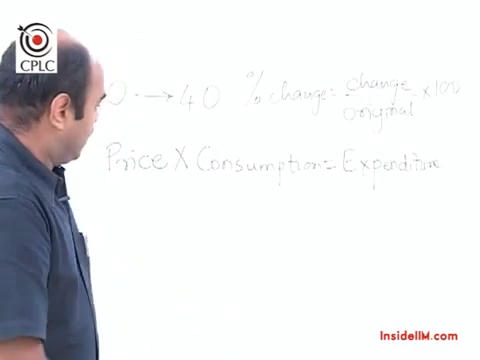 CPLC
0 → 40 % change = change / original × 100
Price X Consumption = Expenditure
InsideIIM.com